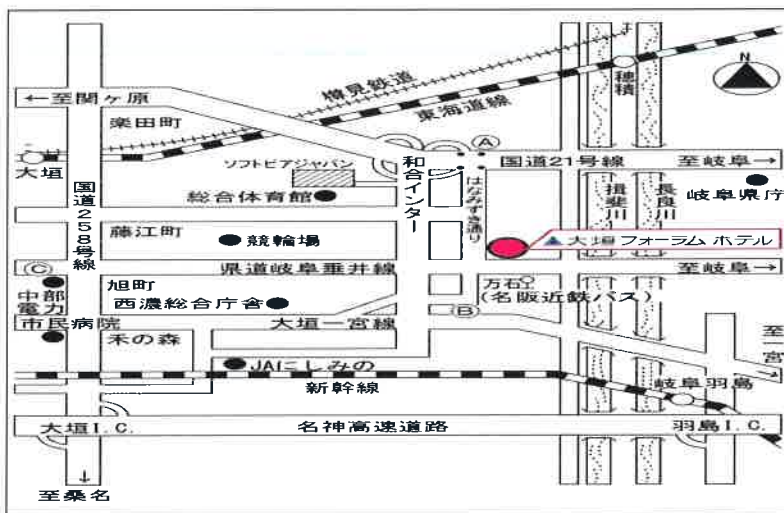 N
樽見鉄道
穂積
←至関ヶ原
東海道線
楽田町
A
大垣
ソフトピアジャパン
和合インター
国道21号線
至岐阜→
総合体育館
はなみずき通り
揖斐川
長良川
岐阜県庁
国道258号線
藤江町
競輪場
大垣 フォーラム ホテル
C
県道岐阜垂井線
至岐阜→
中部電力
旭町
西濃総合庁舎
万石
(名阪近鉄バス)
B
市民病院
大垣一宮線
禾の森
至一宮
JAにしみの
新幹線
岐阜羽島
大垣I.C.
名神高速道路
羽島I.C.
至桑名